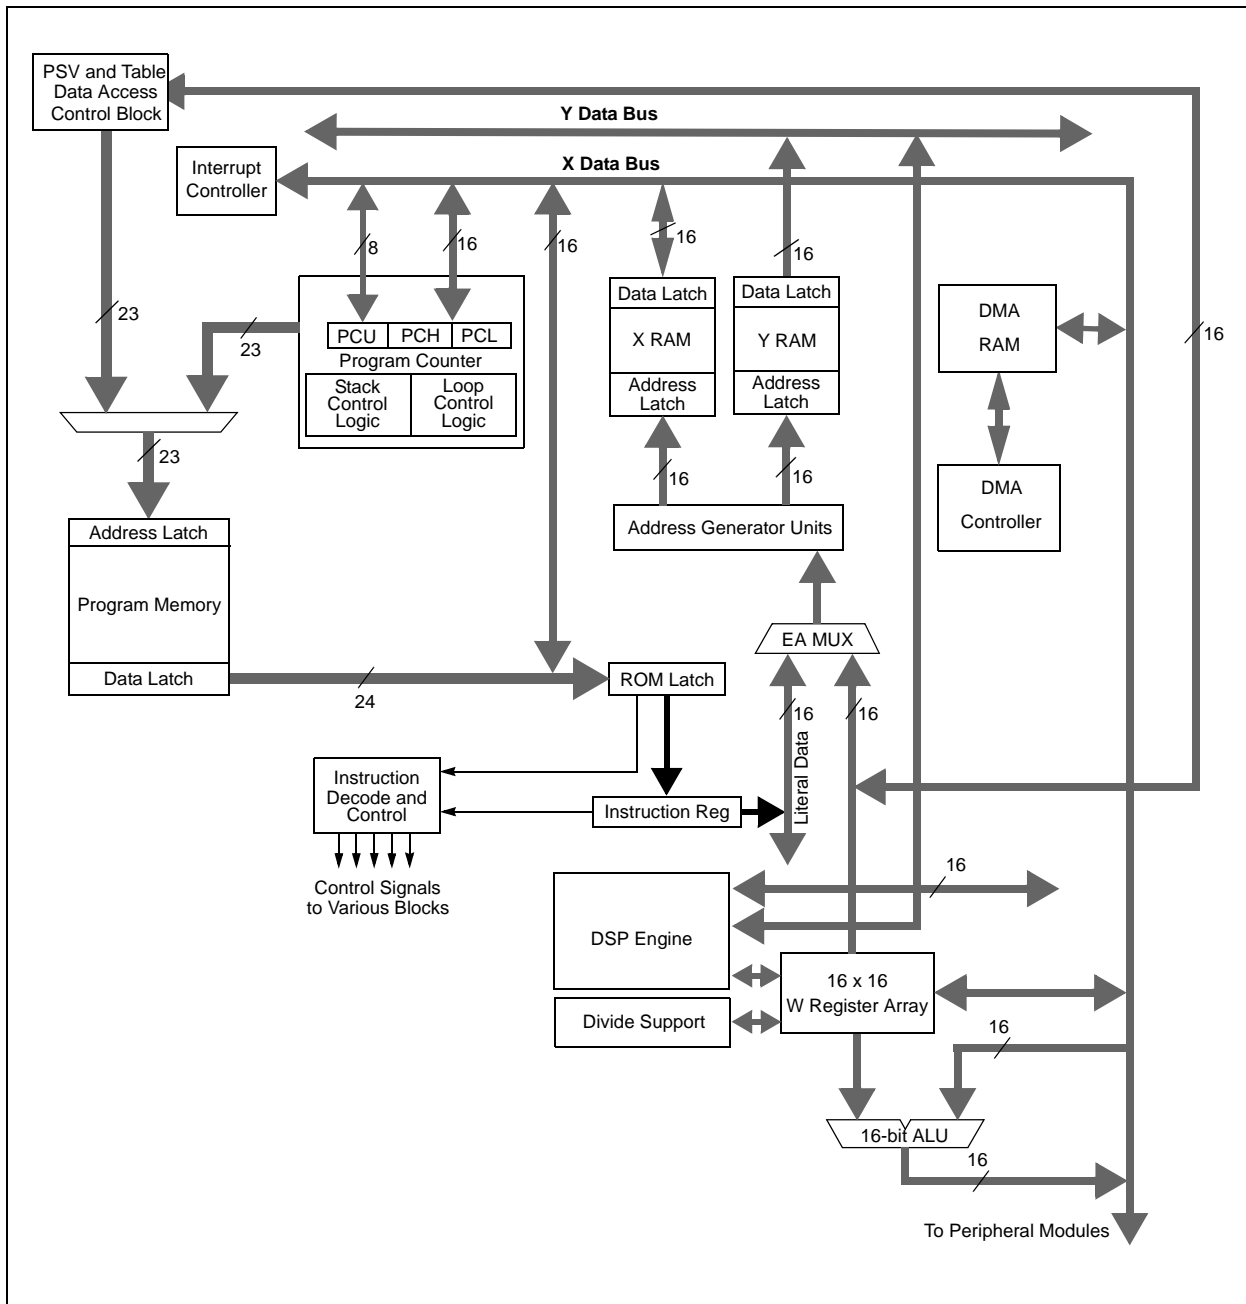 PSV and Table
Data Access
Control Block
Y Data Bus
X Data Bus
Interrupt
Controller
8
16
16
16
16
16
23
23
PCU
PCH
PCL
Program Counter
Stack
Control
Logic
Loop
Control
Logic
Data Latch
X RAM
Address
Latch
Data Latch
Y RAM
Address
Latch
DMA
RAM
23
16
16
DMA
Controller
Address Latch
Program Memory
Data Latch
Address Generator Units
EA MUX
24
ROM Latch
16
16
Literal Data
Instruction
Decode and
Control
Instruction Reg
Control Signals
to Various Blocks
16
DSP Engine
16 x 16
W Register Array
Divide Support
16
16-bit ALU
16
To Peripheral Modules